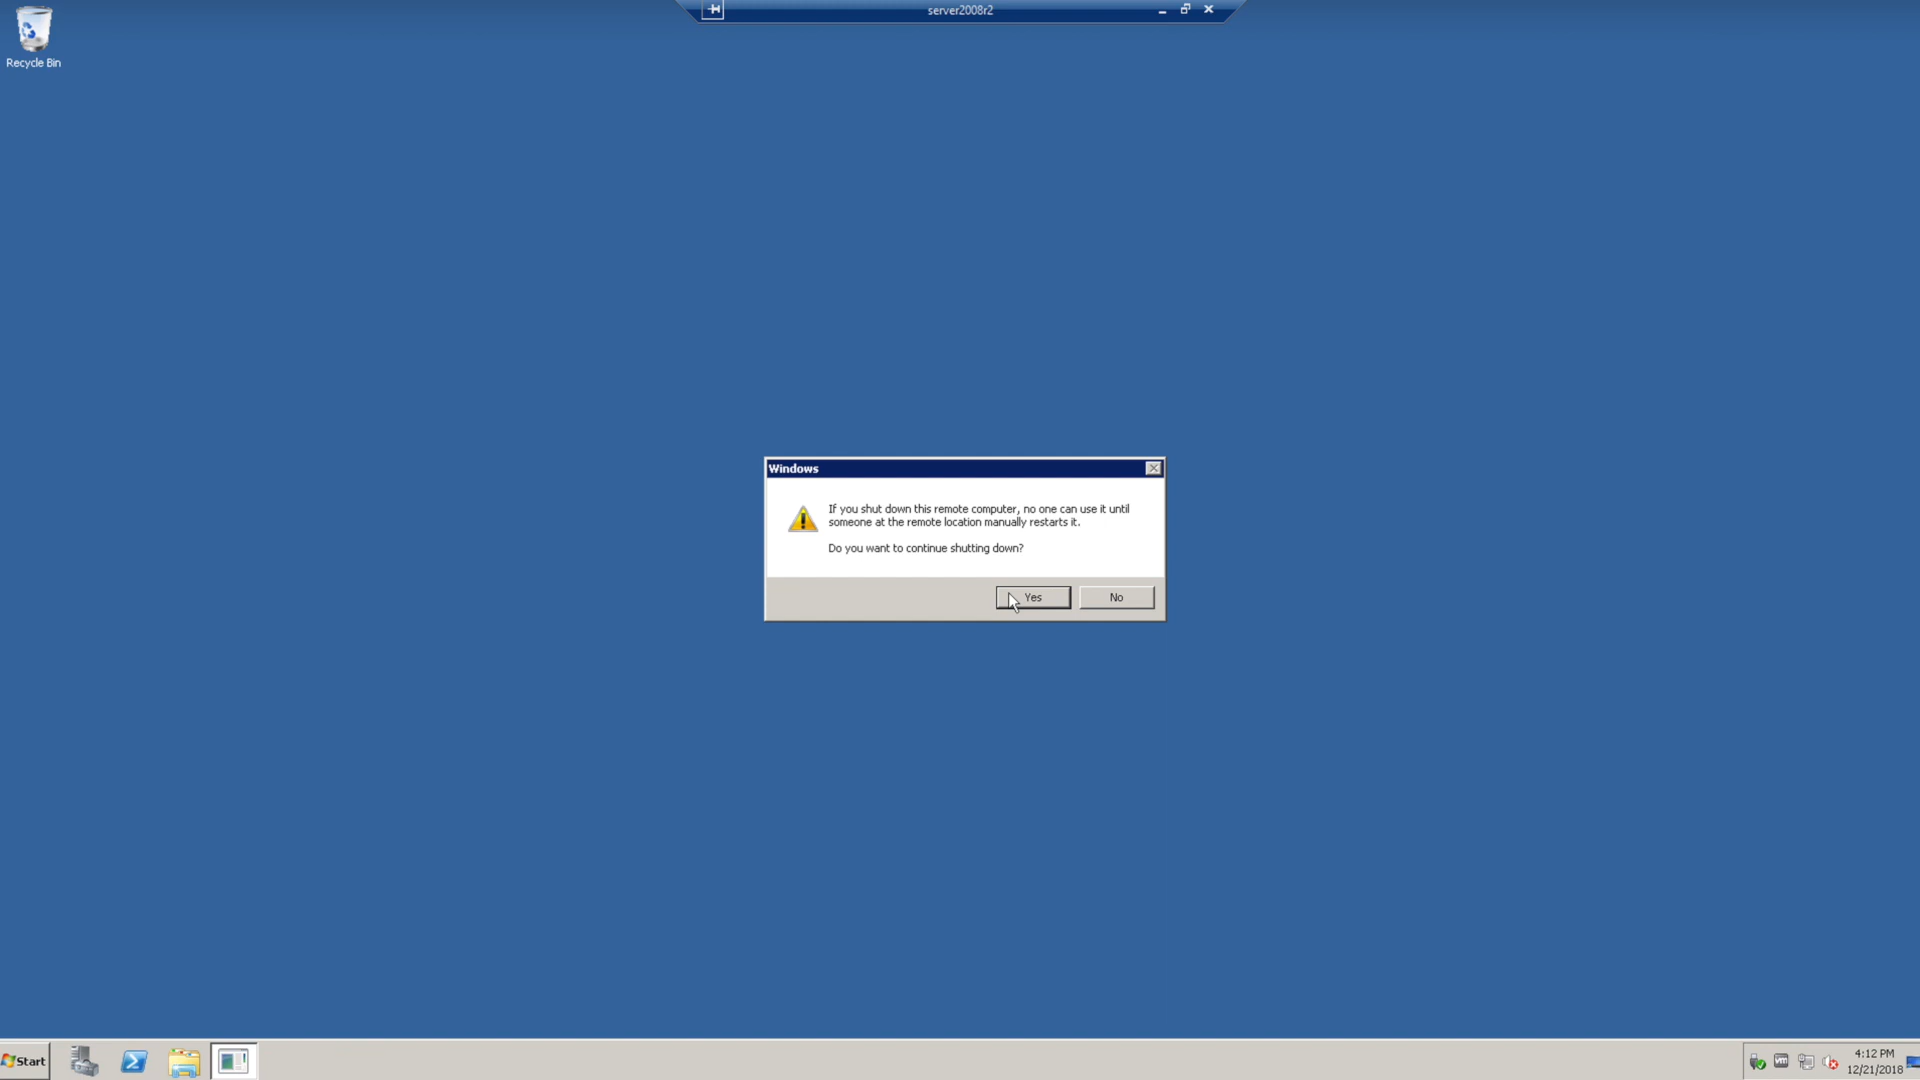 server2008r2
Recycle Bin
Windows
If you shut down this remote computer, no one can use it until
someone at the remote location manually restarts it.
Do you want to continue shutting down?
Yes
No
Start
vm
4:12 PM
12/21/2018